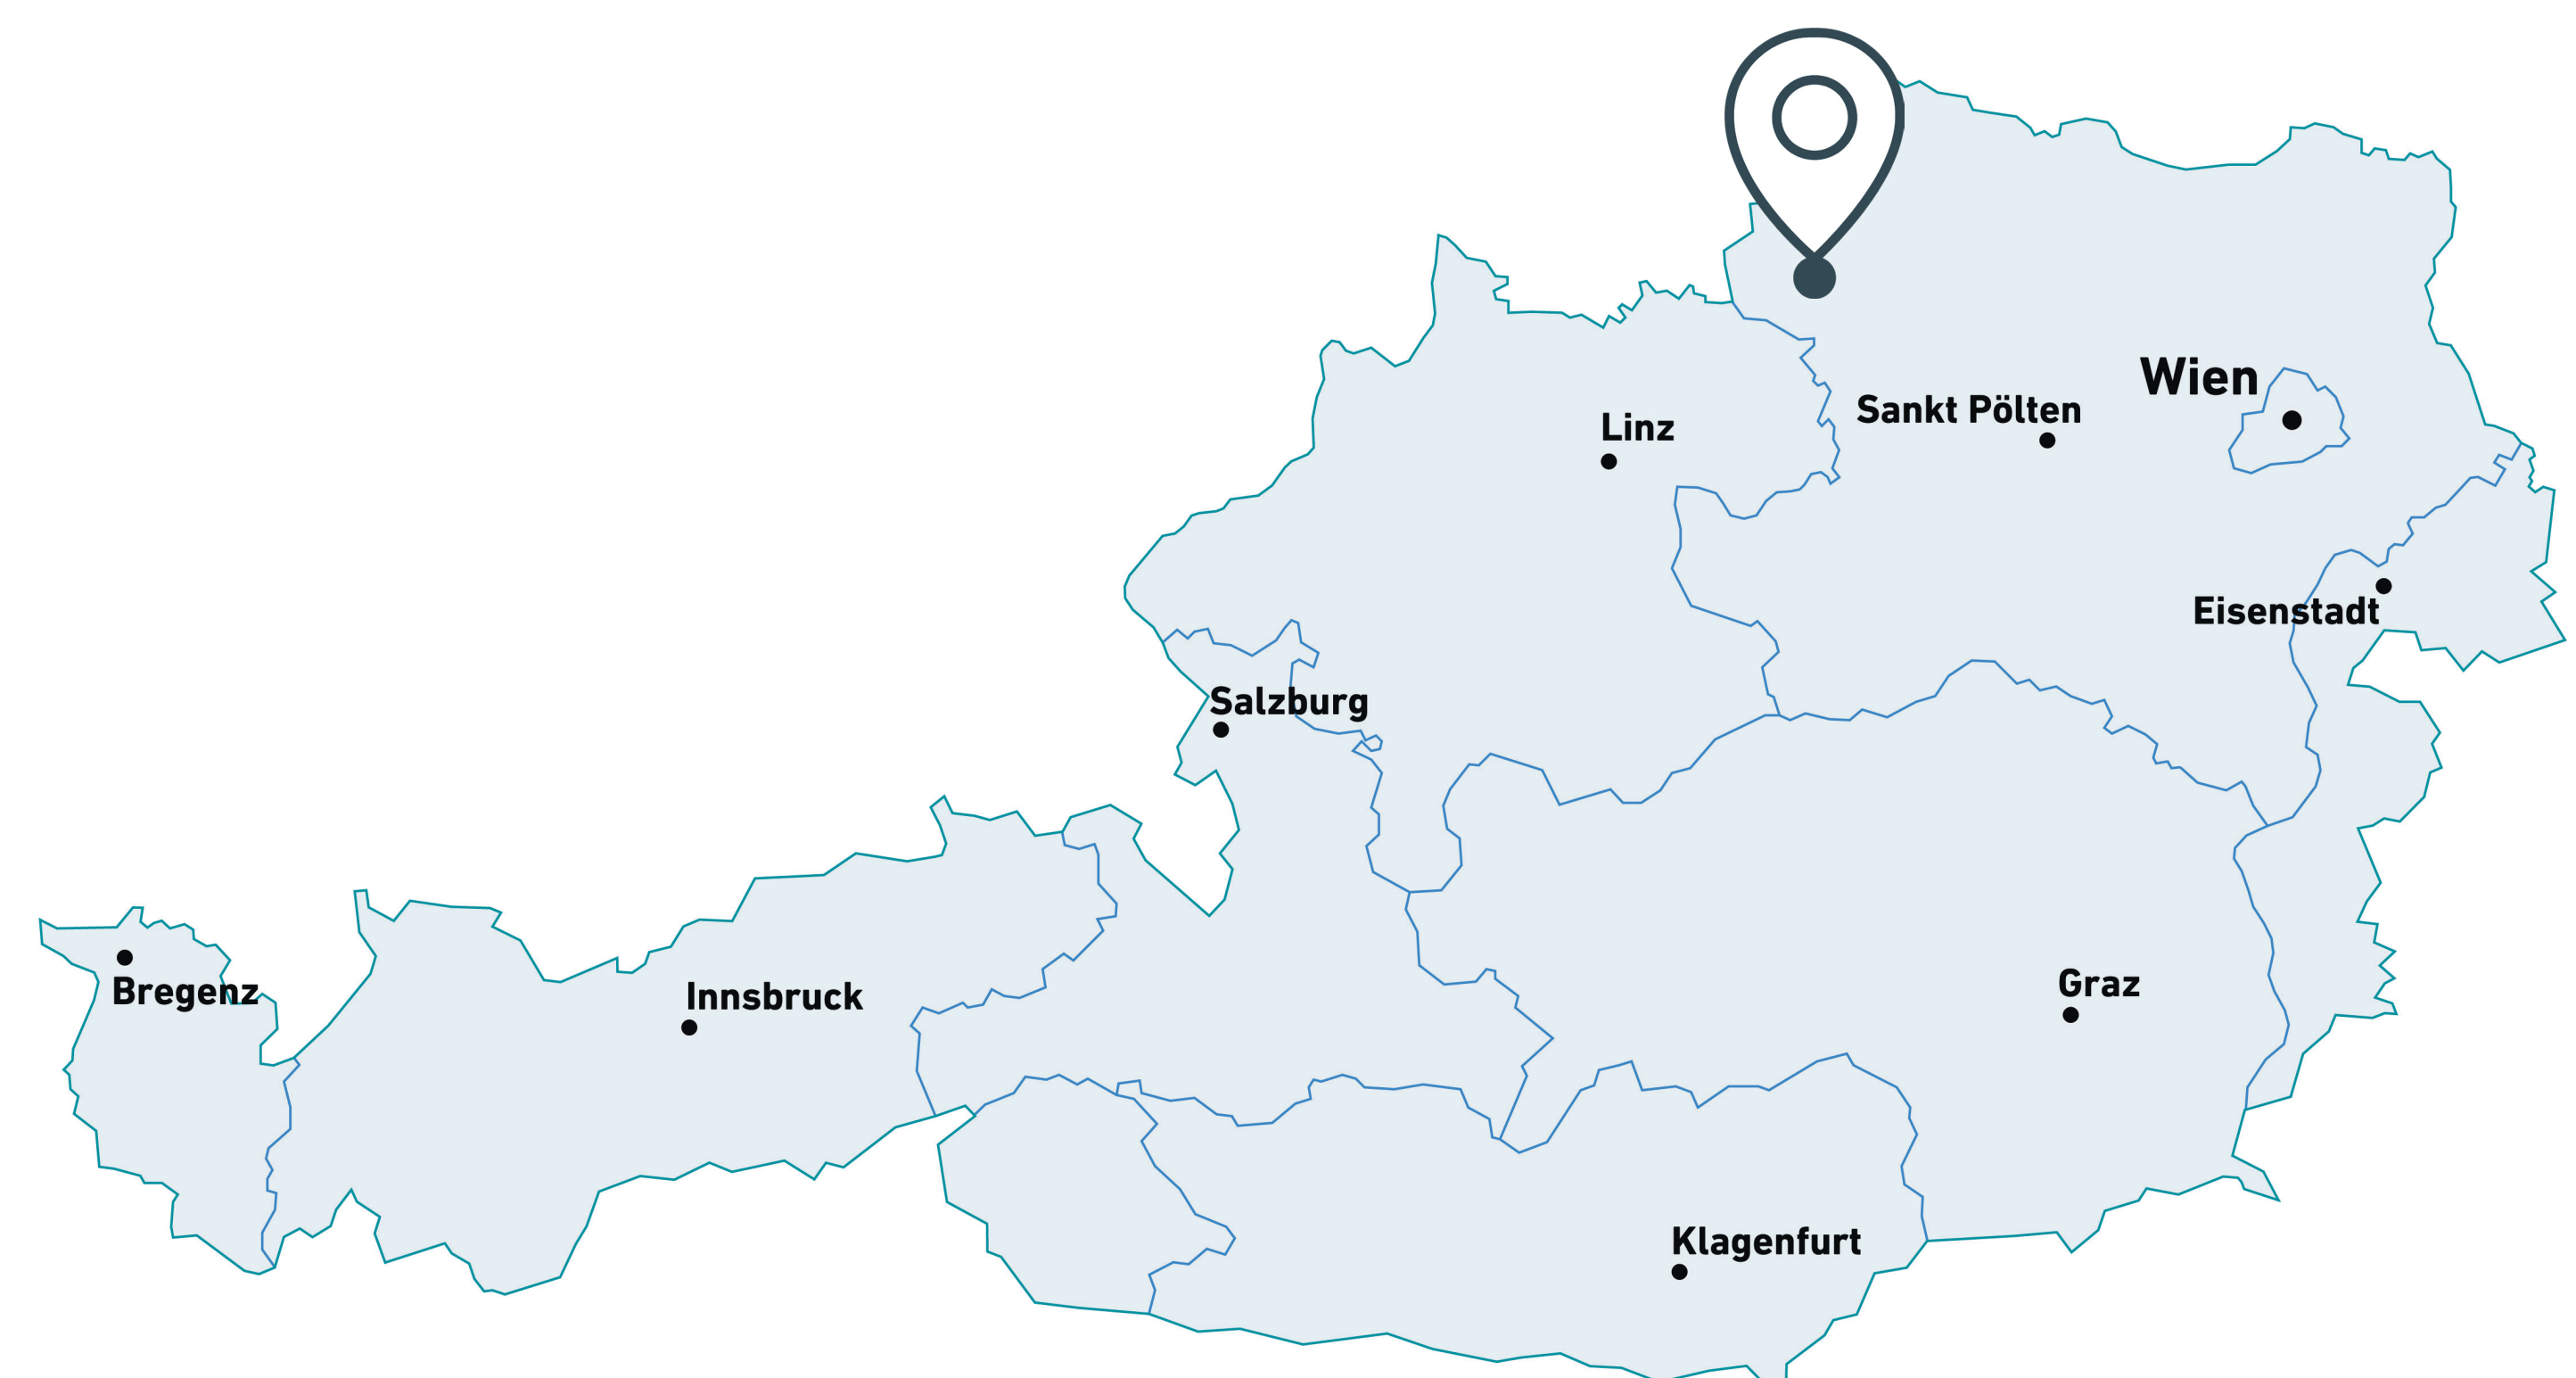 Wien
Sankt Pölten
Linz
Eisenstadt
Salzburg
Graz
Bregenz
Innsbruck
Klagenfurt